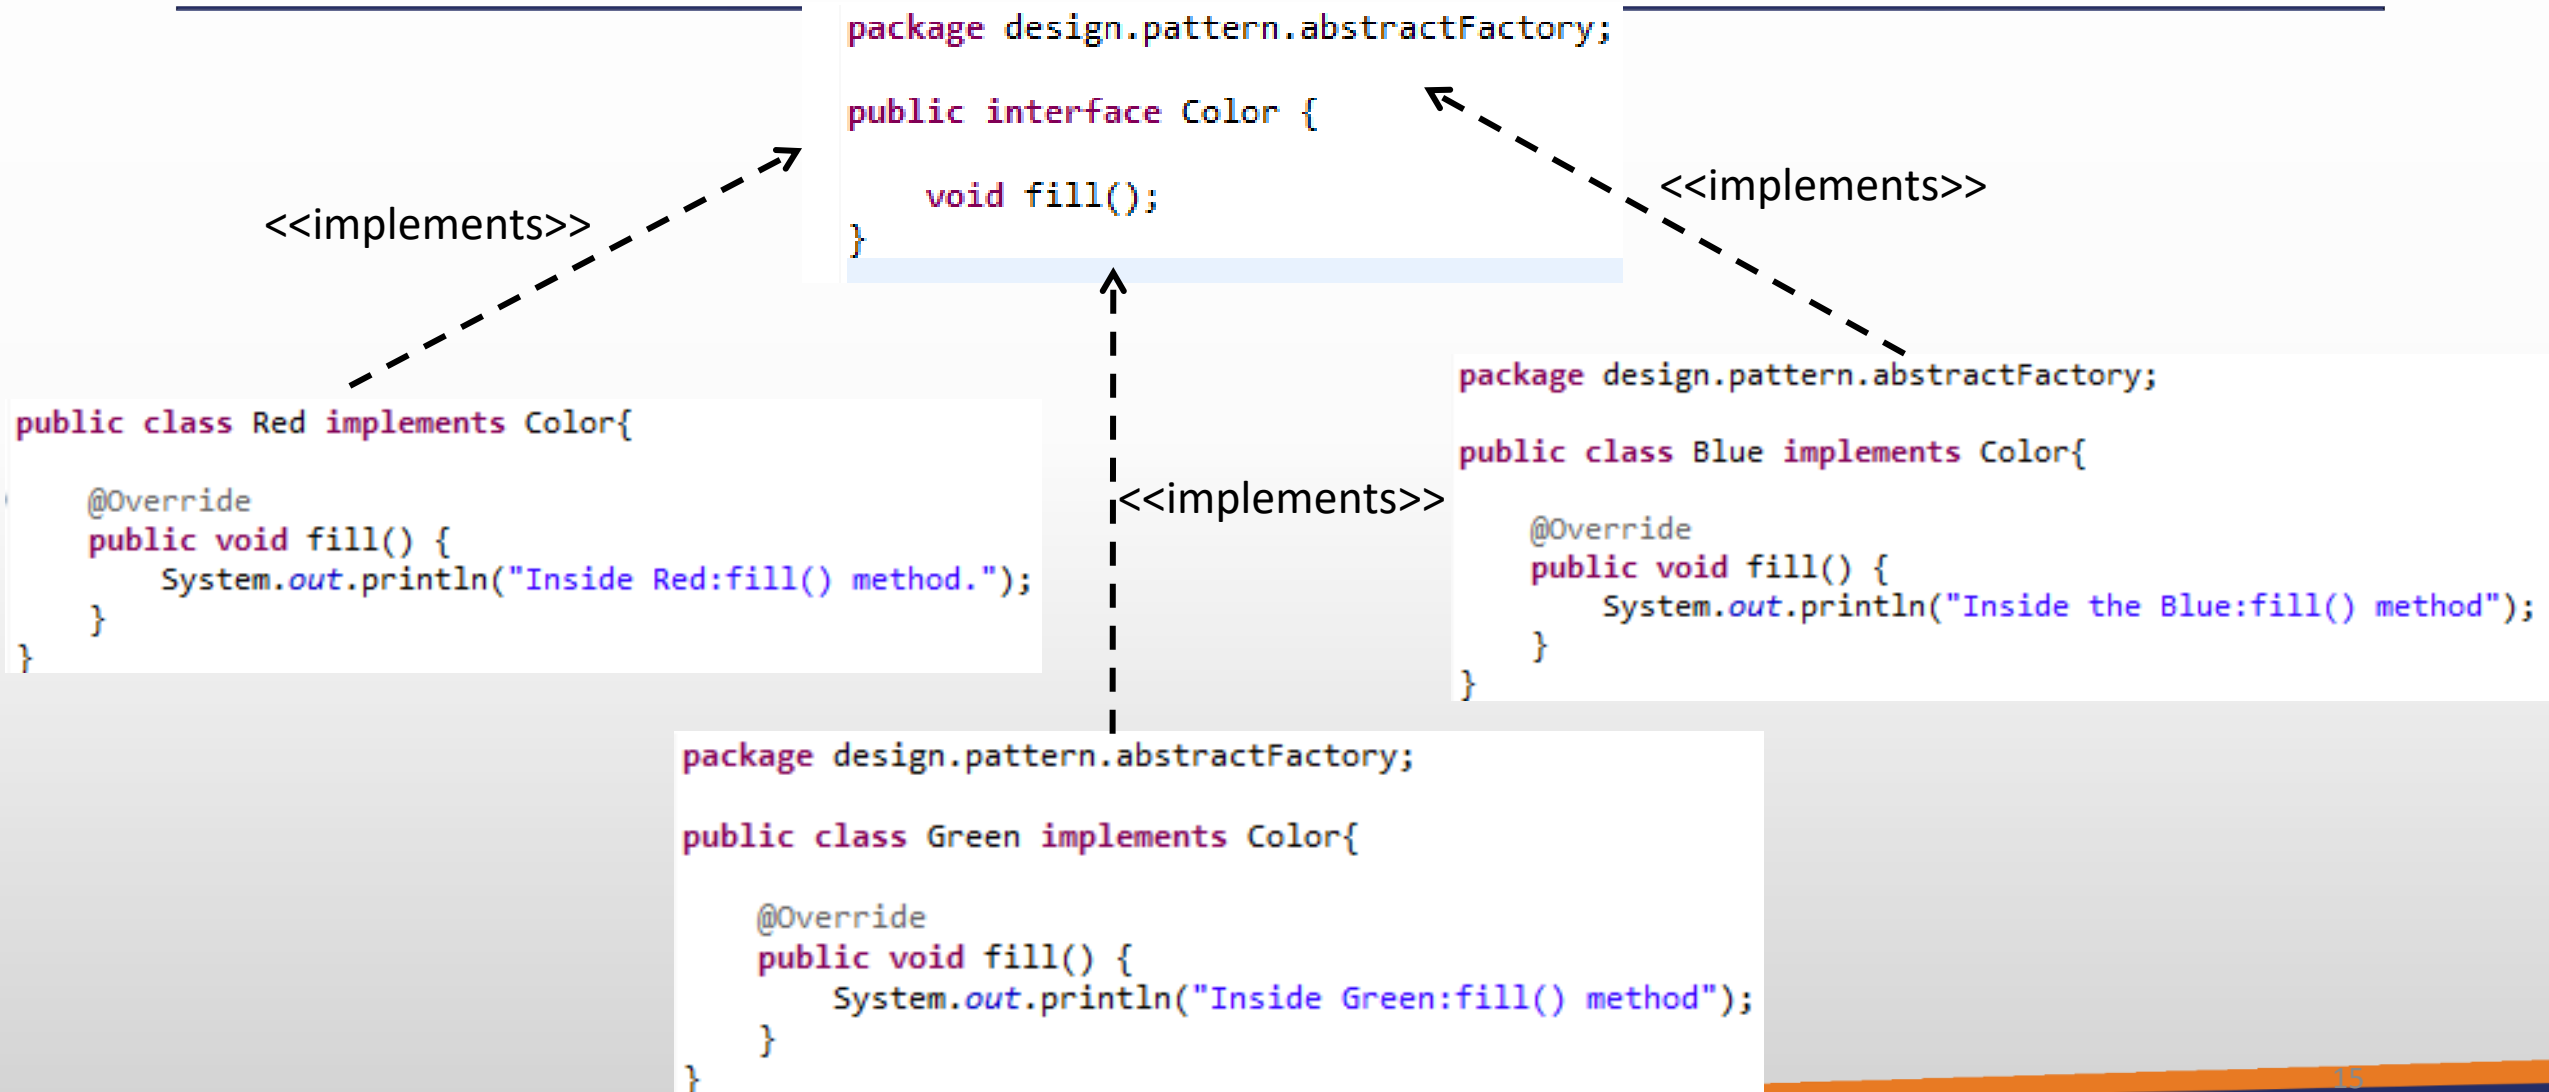 package design.pattern.abstractFactory;
public interface Color {
void fill();
}
<<implements>>
<<implements>>
<<implements>>
public class Red implements Color{
@Override
public void fill() {
System.out.println("Inside Red:fill() method.");
}
}
package design.pattern.abstractFactory;
public class Blue implements Color{
@Override
public void fill() {
System.out.println("Inside the Blue:fill() method");
}
}
package design.pattern.abstractFactory;
public class Green implements Color{
@Override
public void fill() {
System.out.println("Inside Green:fill() method");
}
}
15